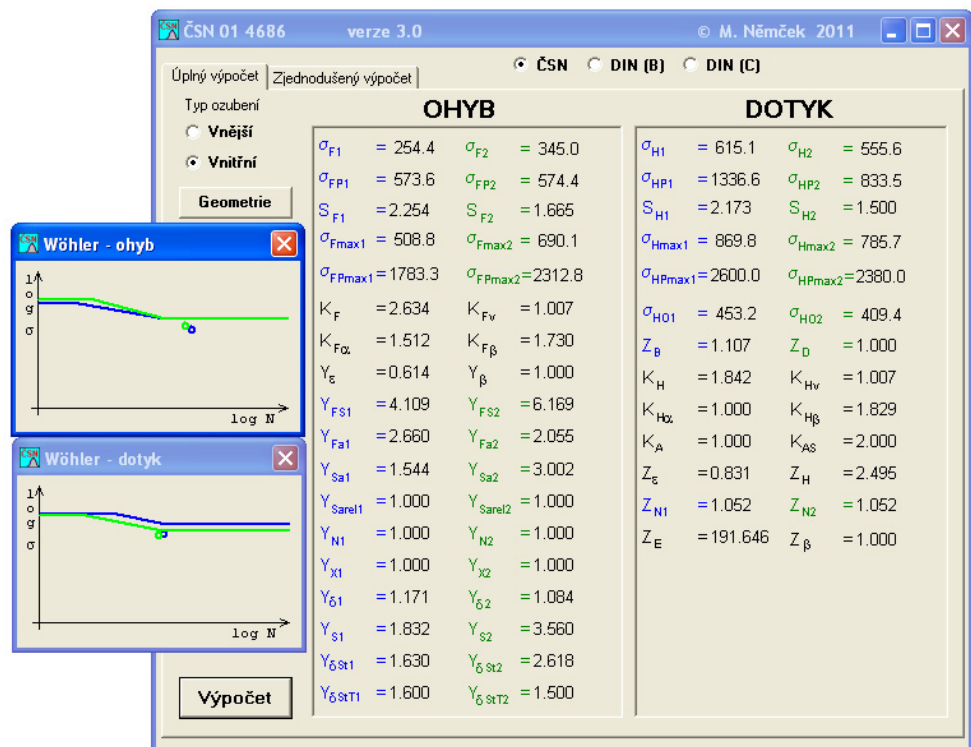 ČSN 01 4686 verze 3.0 © M. Němček 2011
Úplný výpočet Zjednodušený výpočet ČSN DIN (B) DIN (C)
Typ ozubení
Vnější
Vnitřní
Geometrie
OHYB
σF1 = 254.4 σF2 = 345.0
σFP1 = 573.6 σFP2 = 574.4
SF1 =2.254 SF2 =1.665
σFmax1 = 508.8 σFmax2 = 690.1
σFPmax1 =1783.3 σFPmax2 =2312.8
KF =2.634 KFv =1.007
KFα =1.512 KFβ =1.730
Yε =0.614 Yβ =1.000
YFS1 =4.109 YFS2 =6.169
YFa1 =2.660 YFa2 =2.055
YSa1 =1.544 YSa2 =3.002
YSarel1 =1.000 YSarel2 =1.000
YN1 =1.000 YN2 =1.000
YX1 =1.000 YX2 =1.000
Yδ1 =1.171 Yδ2 =1.084
YS1 =1.832 YS2 =3.560
YδSt1 =1.630 YδSt2 =2.618
YδStT1 =1.600 YδStT2 =1.500
DOTYK
σH1 = 615.1 σH2 = 555.6
σHP1 =1336.6 σHP2 = 833.5
SH1 =2.173 SH2 =1.500
σHmax1 = 869.8 σHmax2 = 785.7
σHPmax1 =2600.0 σHPmax2 =2380.0
σHO1 = 453.2 σHO2 = 409.4
ZB =1.107 ZD =1.000
KH =1.842 KHv =1.007
KHα =1.000 KHβ =1.829
KA =1.000 KAS =2.000
Zε =0.831 ZH =2.495
ZN1 =1.052 ZN2 =1.052
ZE =191.646 Zβ =1.000
Wöhler - ohyb
log σ
log N
Wöhler - dotyk
log σ
log N
Výpočet